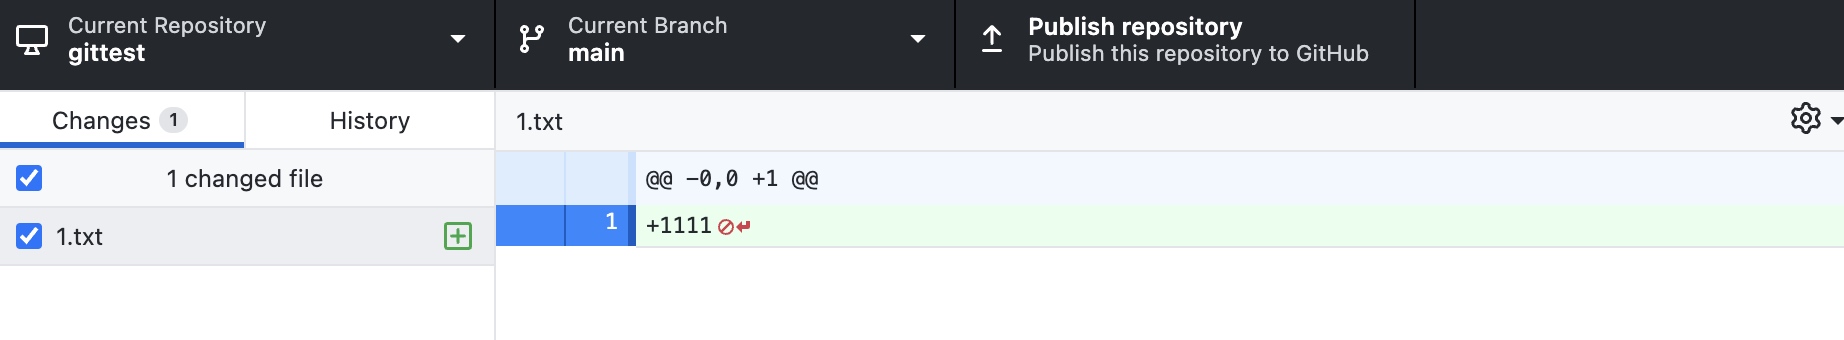 Current Repository
gittest
Current Branch
main
Publish repository
Publish this repository to GitHub
Changes 1
History
1.txt
1 changed file
@@ -0,0 +1 @@
1.txt
1 +1111